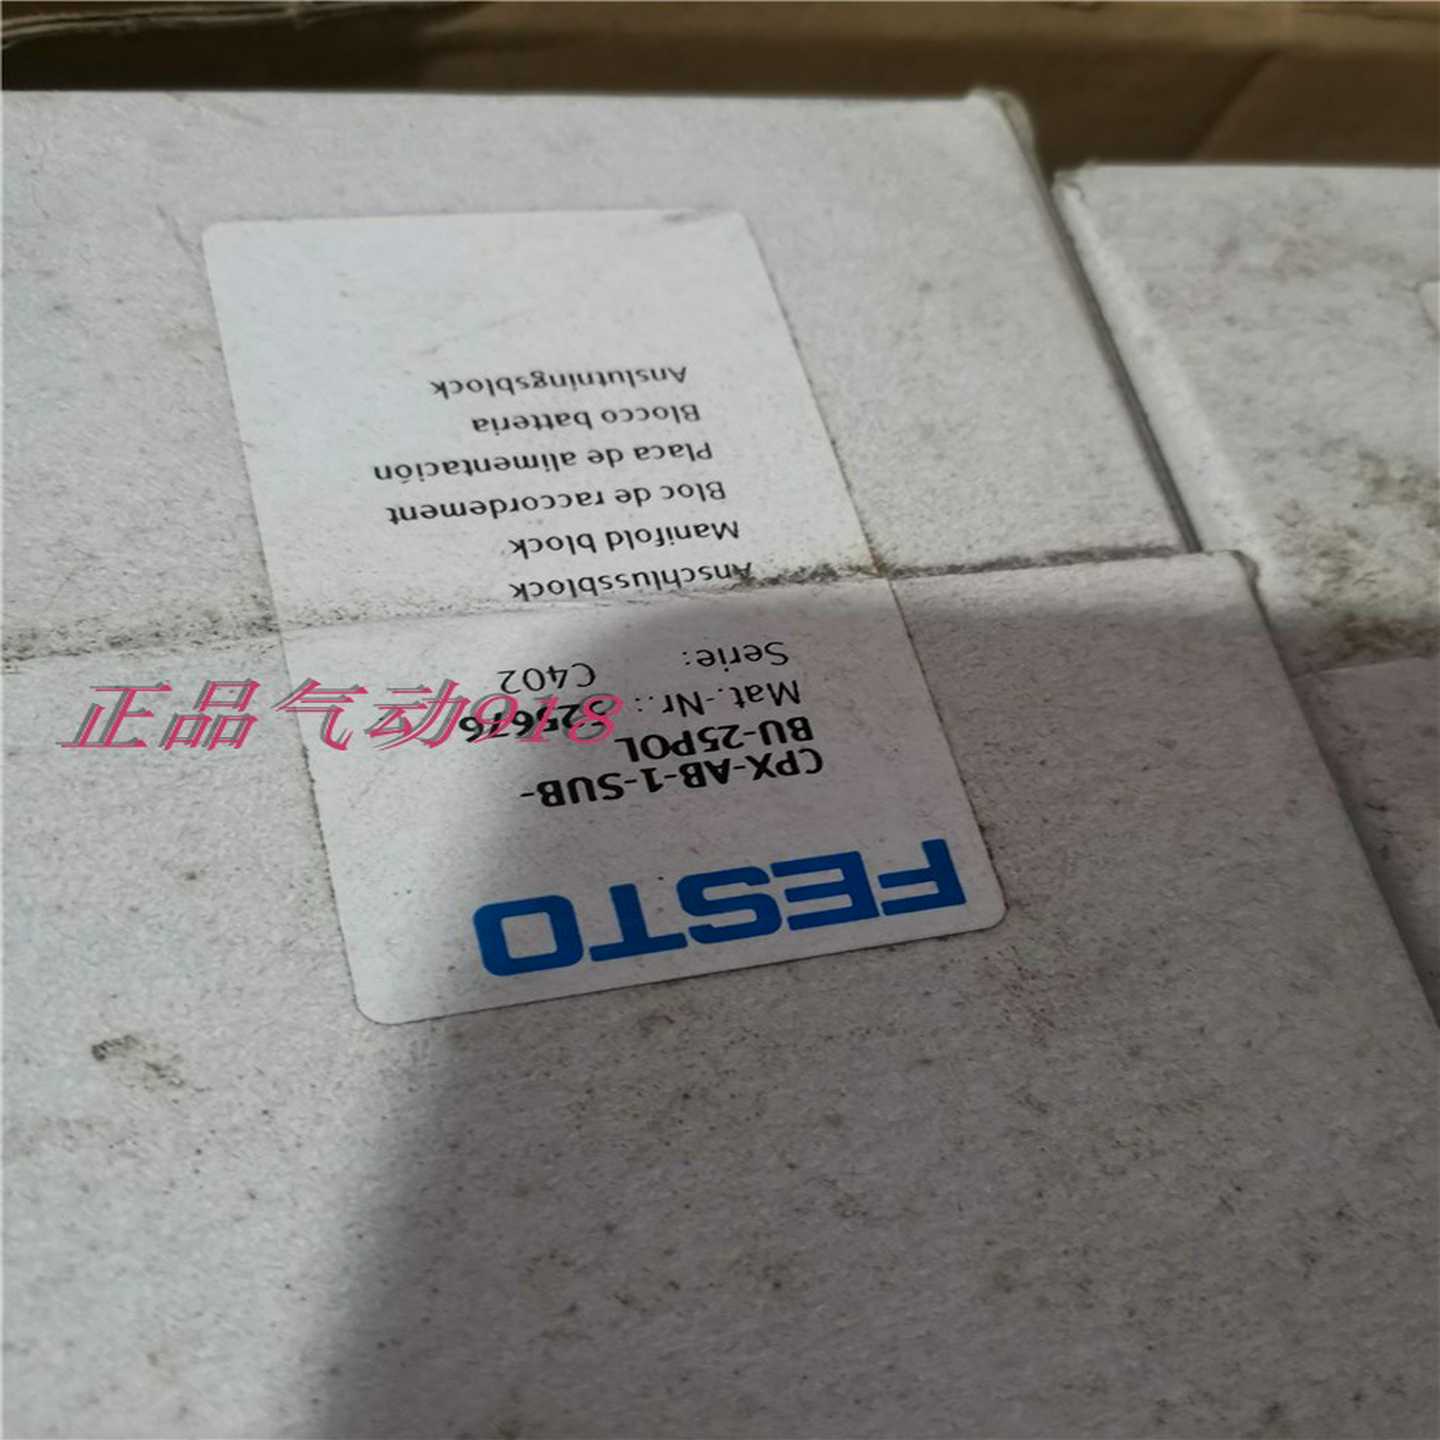 FESTO
CPX-AB-1-SUB-
BU-25POL
Mat.-Nr.: 525676
Serie: C402
Anschlussblock
Manifold block
Bloc de raccordement
Placa de alimentación
Blocco batteria
Anslutningsblock
正品气动918